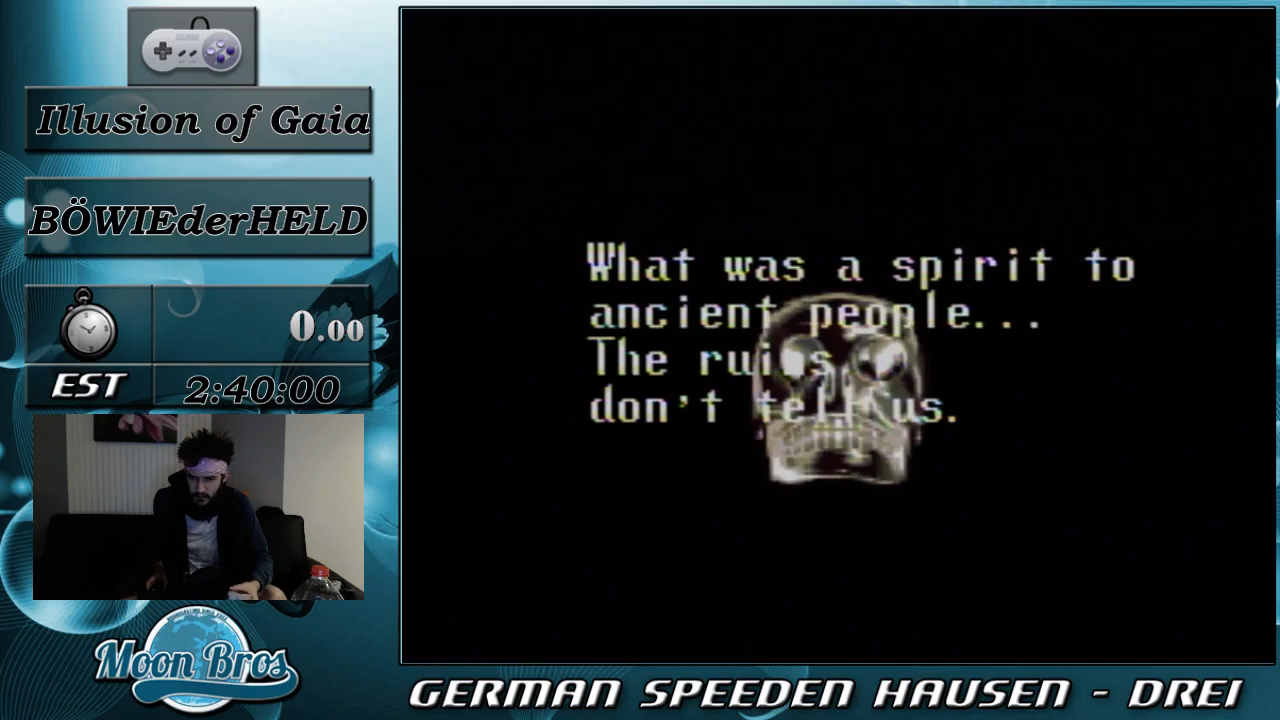 Illusion of Gaia
BÖWIEderHELD
0.00
EST
2:40:00
What was a spirit to
ancient people...
The ruins
don't tell us.
Moon Bros
GERMAN SPEEDEN HAUSEN - DREI